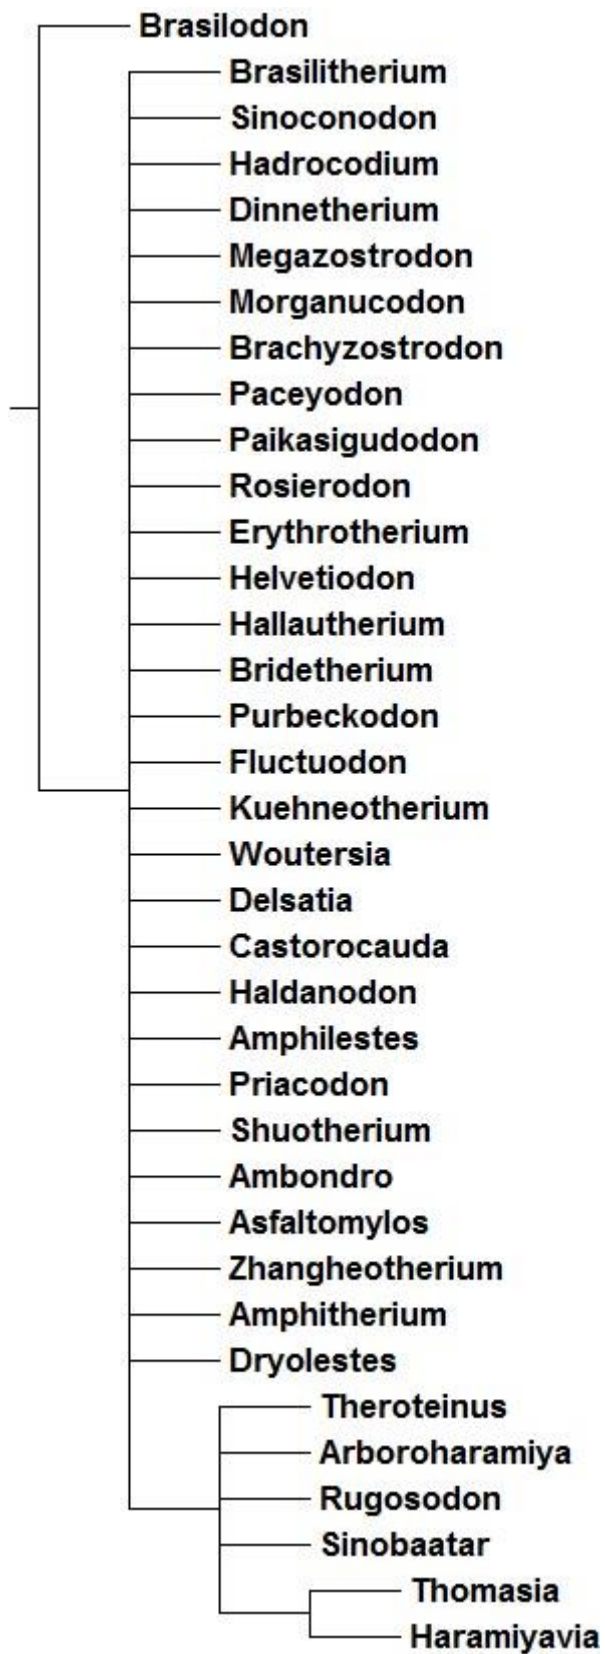 Brasilodon
Brasilitherium
Sinoconodon
Hadrocodium
Dinnetherium
Megazostrodon
Morganucodon
Brachyzostrodon
Paceyodon
Paikasigudodon
Rosierodon
Erythrotherium
Helvetiodon
Hallautherium
Bridetherium
Purbeckodon
Fluctuodon
Kuehneotherium
Woutersia
Delsatia
Castorocauda
Haldanodon
Amphilestes
Priacodon
Shuotherium
Ambondro
Asfaltomylos
Zhangheotherium
Amphitherium
Dryolestes
Theroteinus
Arboroharamiya
Rugosodon
Sinobaatar
Thomasia
Haramiyavia